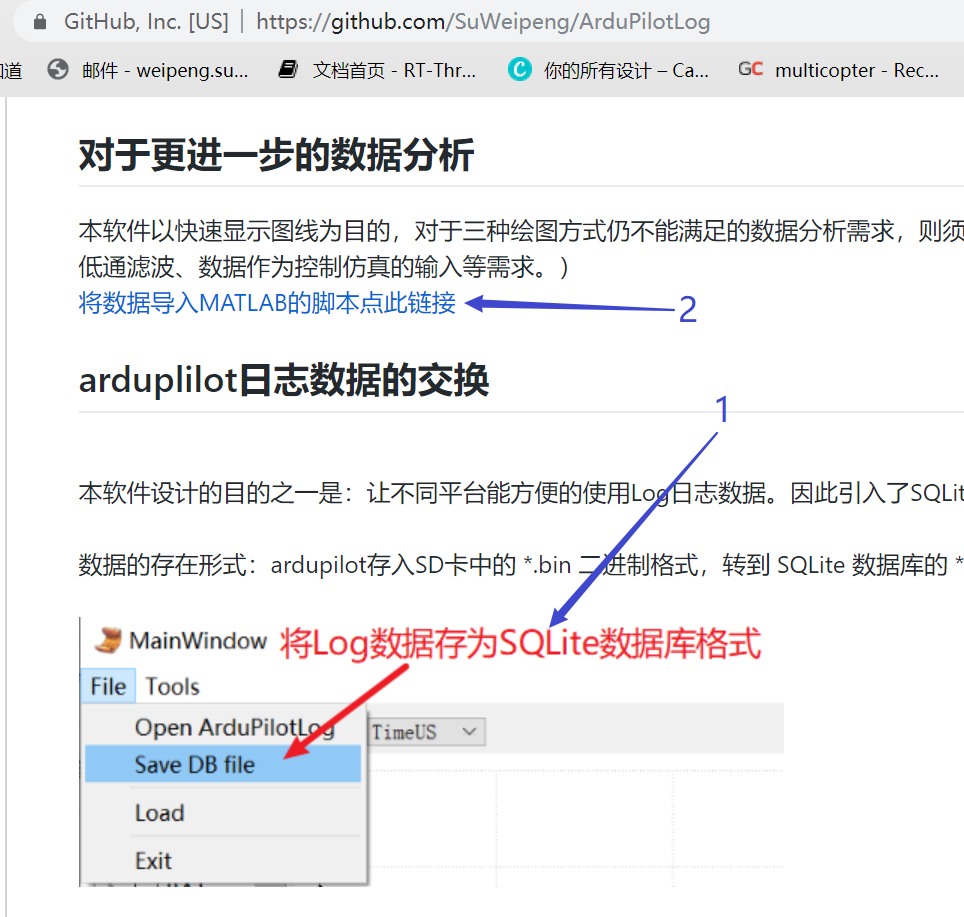 GitHub, Inc. [US] | https://github.com/SuWeipeng/ArduPilotLog
道 邮件 - weipeng.su... 文档首页 - RT-Thr... 你的所有设计 – Ca... GC multicopter - Rec...
对于更进一步的数据分析
本软件以快速显示图线为目的，对于三种绘图方式仍不能满足的数据分析需求，则须
低通滤波、数据作为控制仿真的输入等需求。）
将数据导入MATLAB的脚本点此链接 2
arduplilot日志数据的交换
1
本软件设计的目的之一是：让不同平台能方便的使用Log日志数据。因此引入了SQLit
数据的存在形式：ardupilot存入SD卡中的 *.bin 二进制格式，转到 SQLite 数据库的 *
MainWindow 将Log数据存为SQLite数据库格式
File Tools
Open ArduPilotLog TimeUS
Save DB file
Load
Exit